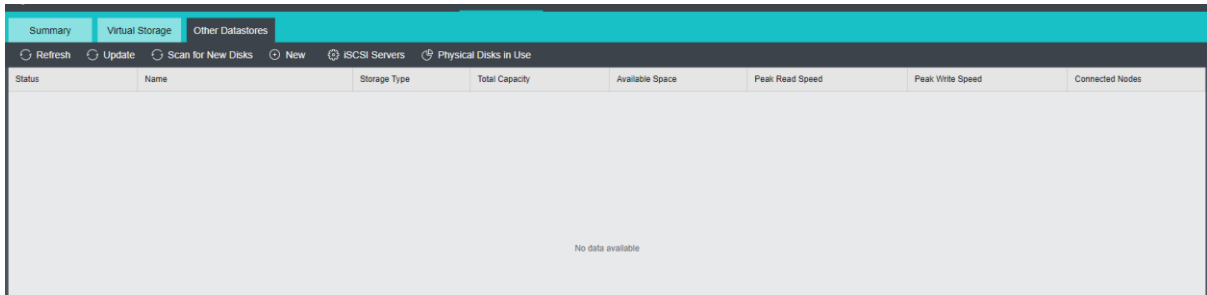 Summary Virtual Storage Other Datastores
Refresh Update Scan for New Disks New iSCSI Servers Physical Disks in Use
Status Name Storage Type Total Capacity Available Space Peak Read Speed Peak Write Speed Connected Nodes
No data available